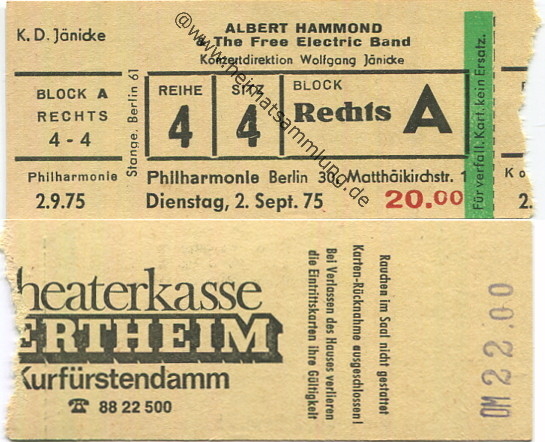 K. D. Jänicke
BLOCK A
RECHTS
4-4
Philharmonie
2.9.75
Stange, Berlin 61
ALBERT HAMMOND
& The Free Electric Band
Konzertdirektion Wolfgang Jänicke
REIHE
4
SITZ
4
BLOCK
Rechts A
Philharmonie Berlin 30, Matthäikirchstr. 1
Dienstag, 2. Sept. 75
20.00
Für verfall. Kart. kein Ersatz.
K o
@www.heimatsammlung.de
heaterkasse
ERTHEIM
Kurfürstendamm
☎ 88 22 500
Bei Verlassen des Hauses verlieren
die Eintrittskarten ihre Gültigkeit
Rauchen im Saal nicht gestattet
Karten-Rücknahme ausgeschlossen!
DM 22.00